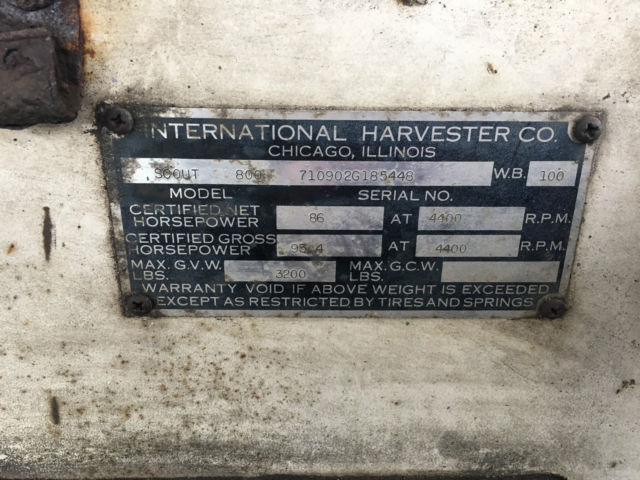 INTERNATIONAL HARVESTER CO.
CHICAGO, ILLINOIS
SCOUT 800 710902G185448 W.B. 100
MODEL SERIAL NO.
CERTIFIED NET HORSEPOWER 86 AT 4400 R.P.M.
CERTIFIED GROSS HORSEPOWER 93.4 AT 4400 R.P.M.
MAX. G.V.W. LBS. 3200 MAX. G.C.W. LBS.
WARRANTY VOID IF ABOVE WEIGHT IS EXCEEDED
EXCEPT AS RESTRICTED BY TIRES AND SPRINGS